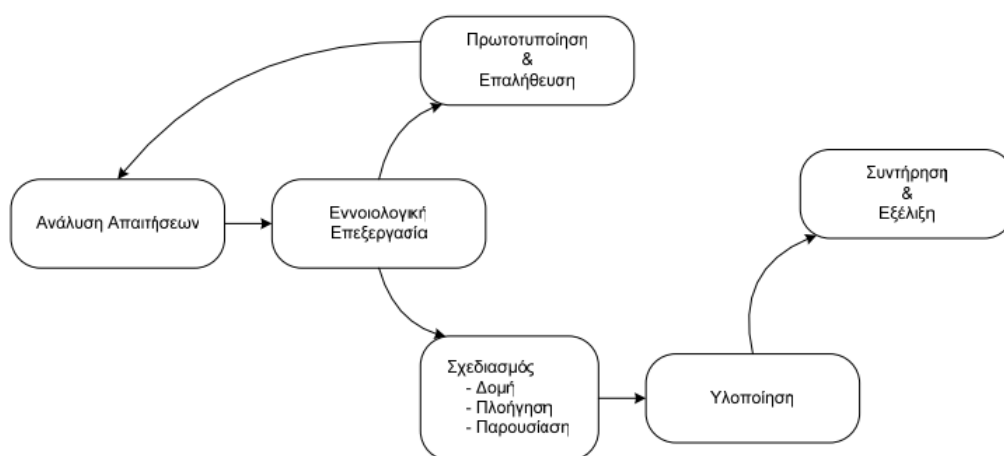 Πρωτοτυποίηση
&
Επαλήθευση
Ανάλυση Απαιτήσεων
Εννοιολογική
Επεξεργασία
Συντήρηση
&
Εξέλιξη
Σχεδιασμός
- Δομή
- Πλοήγηση
- Παρουσίαση
Υλοποίηση